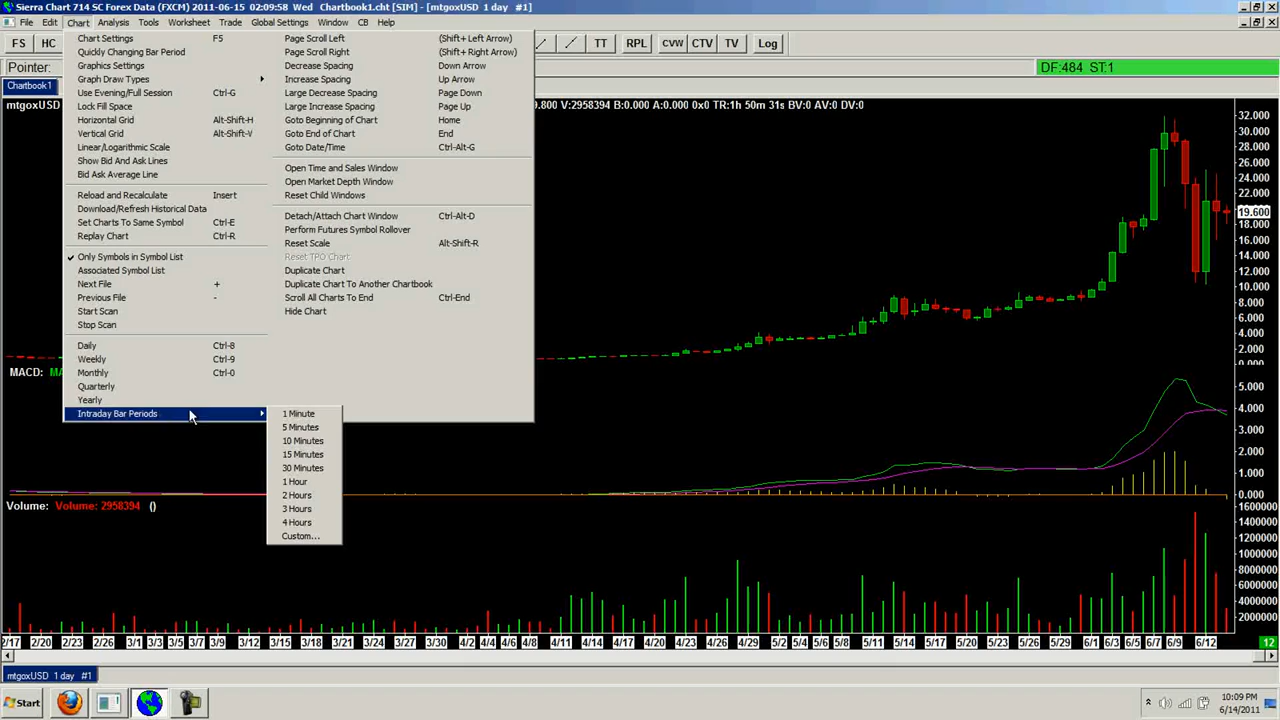 Sierra Chart 714 SC Forex Data (FXCM) 2011-06-15 02:09:58 Wed Chartbook1.cht [SIM] - [mtgoxUSD 1 day #1]
File Edit Chart Analysis Tools Worksheet Trade Global Settings Window CB Help
FS HC TT RPL CVW CTV TV Log
Pointer: DF:484 ST:1
Chartbook1
mtgoxUSD 9.800 V:2958394 B:0.000 A:0.000 0x0 TR:1h 50m 31s BV:0 AV:0 DV:0
Chart Settings F5
Quickly Changing Bar Period
Graphics Settings
Graph Draw Types
Use Evening/Full Session Ctrl-G
Lock Fill Space
Horizontal Grid Alt-Shift-H
Vertical Grid Alt-Shift-V
Linear/Logarithmic Scale
Show Bid And Ask Lines
Bid Ask Average Line
Reload and Recalculate Insert
Download/Refresh Historical Data
Set Charts To Same Symbol Ctrl-E
Replay Chart Ctrl-R
Only Symbols in Symbol List
Associated Symbol List
Next File +
Previous File -
Start Scan
Stop Scan
Daily Ctrl-8
Weekly Ctrl-9
Monthly Ctrl-0
Quarterly
Yearly
Intraday Bar Periods
Page Scroll Left (Shift+ Left Arrow)
Page Scroll Right (Shift+ Right Arrow)
Decrease Spacing Down Arrow
Increase Spacing Up Arrow
Large Decrease Spacing Page Down
Large Increase Spacing Page Up
Goto Beginning of Chart Home
Goto End of Chart End
Goto Date/Time Ctrl-Alt-G
Open Time and Sales Window
Open Market Depth Window
Reset Child Windows
Detach/Attach Chart Window Ctrl-Alt-D
Perform Futures Symbol Rollover
Reset Scale Alt-Shift-R
Reset TPO Chart
Duplicate Chart
Duplicate Chart To Another Chartbook
Scroll All Charts To End Ctrl-End
Hide Chart
1 Minute
5 Minutes
10 Minutes
15 Minutes
30 Minutes
1 Hour
2 Hours
3 Hours
4 Hours
Custom...
32.000
28.000
26.000
24.000
22.000
19.600
16.000
14.000
12.000
10.000
8.000
6.000
4.000
2.000
MACD: MA
5.000
4.000
3.000
2.000
1.000
0.000
Volume: Volume: 2958394 ()
1600000
1400000
1200000
1000000
8000000
6000000
4000000
2000000
2/17 2/20 2/23 2/26 3/1 3/3 3/5 3/7 3/9 3/12 3/15 3/18 3/21 3/24 3/27 3/30 4/2 4/4 4/6 4/8 4/11 4/14 4/17 4/20 4/23 4/26 4/29 5/2 5/4 5/6 5/8 5/11 5/14 5/17 5/20 5/23 5/26 5/29 6/1 6/3 6/5 6/7 6/9 6/12 12
mtgoxUSD 1 day #1
Start 10:09 PM
6/14/2011